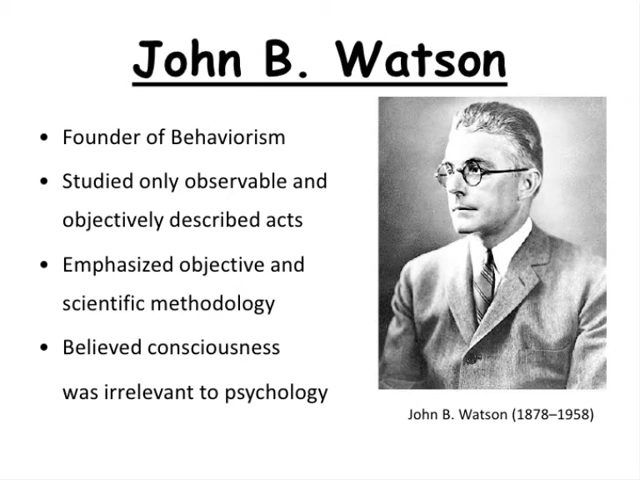 John B. Watson
• Founder of Behaviorism
• Studied only observable and
objectively described acts
• Emphasized objective and
scientific methodology
• Believed consciousness
was irrelevant to psychology
John B. Watson (1878–1958)